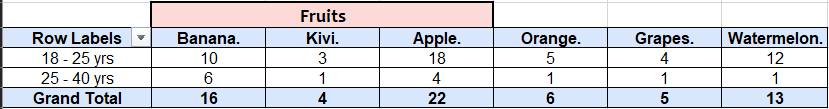 Fruits
Row Labels Banana. Kivi. Apple. Orange. Grapes. Watermelon.
18 - 25 yrs 10 3 18 5 4 12
25 - 40 yrs 6 1 4 1 1 1
Grand Total 16 4 22 6 5 13